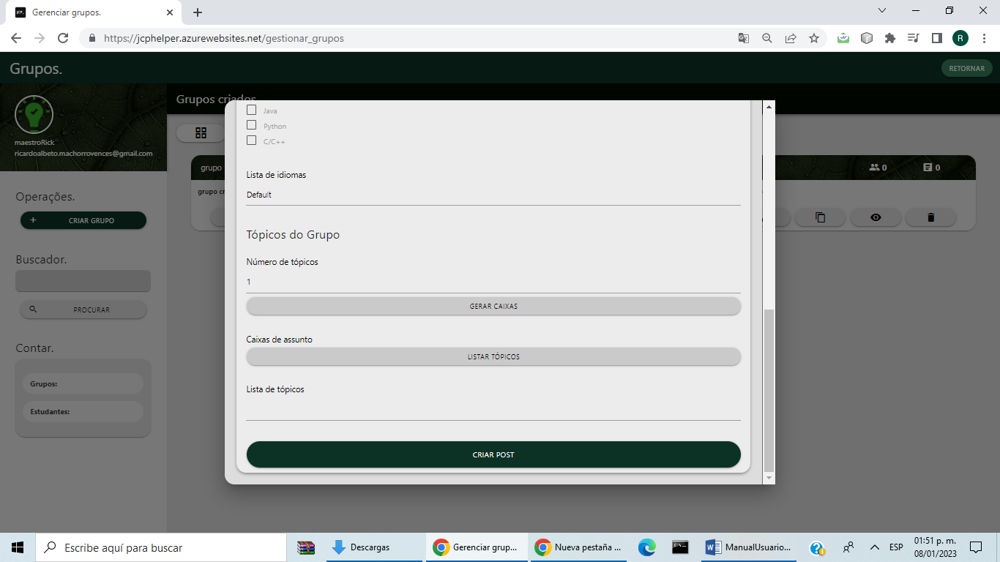 Gerenciar grupos.
https://jcphelper.azurewebsites.net/gestionar_grupos
R
Grupos.
RETORNAR
maestroRick
ricardoalbeto.machorrovences@gmail.com
Operações.
+ CRIAR GRUPO
Buscador.
PROCURAR
Contar.
Grupos:
Estudantes:
Grupos criados
grupo
0
0
grupo cr
Java
Python
C/C++
Lista de idiomas
Default
Tópicos do Grupo
Número de tópicos
1
GERAR CAIXAS
Caixas de assunto
LISTAR TÓPICOS
Lista de tópicos
CRIAR POST
Escribe aquí para buscar
Descargas
Gerenciar grup...
Nueva pestaña ...
ManualUsuario...
ESP
01:51 p. m.
08/01/2023